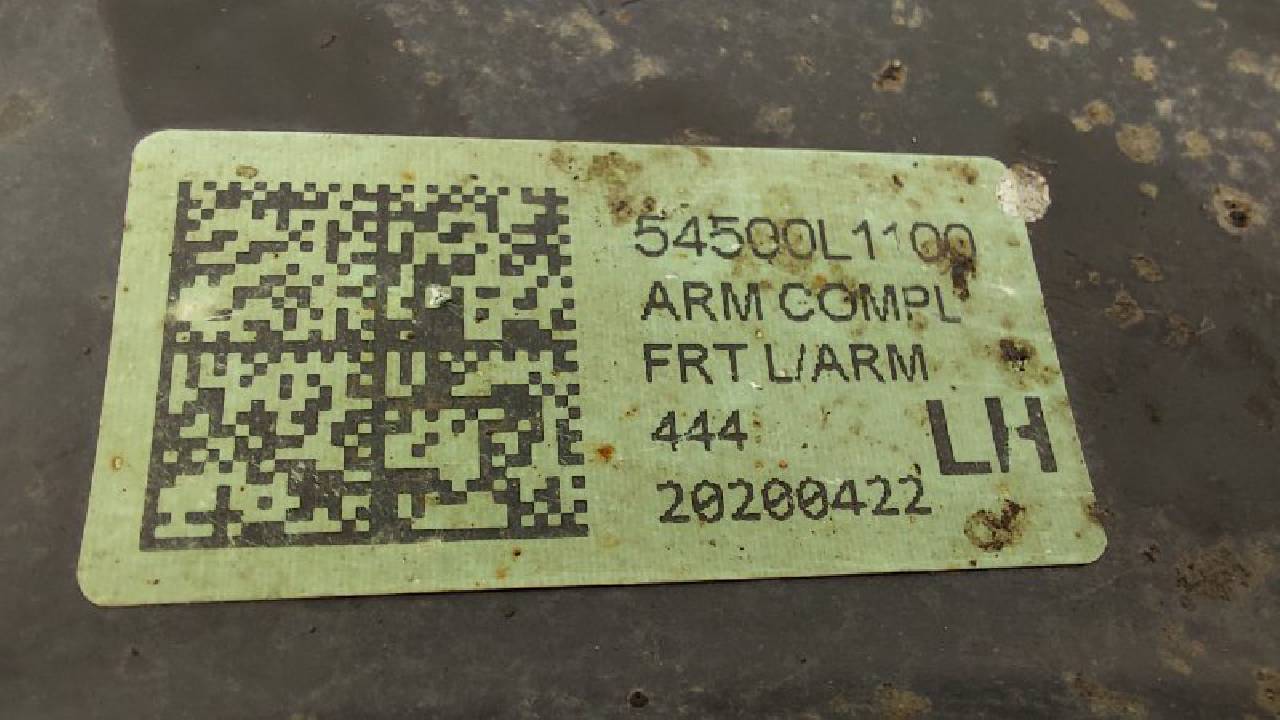 54500L1100
ARM COMPL
FRT L/ARM
444
LH
20200422